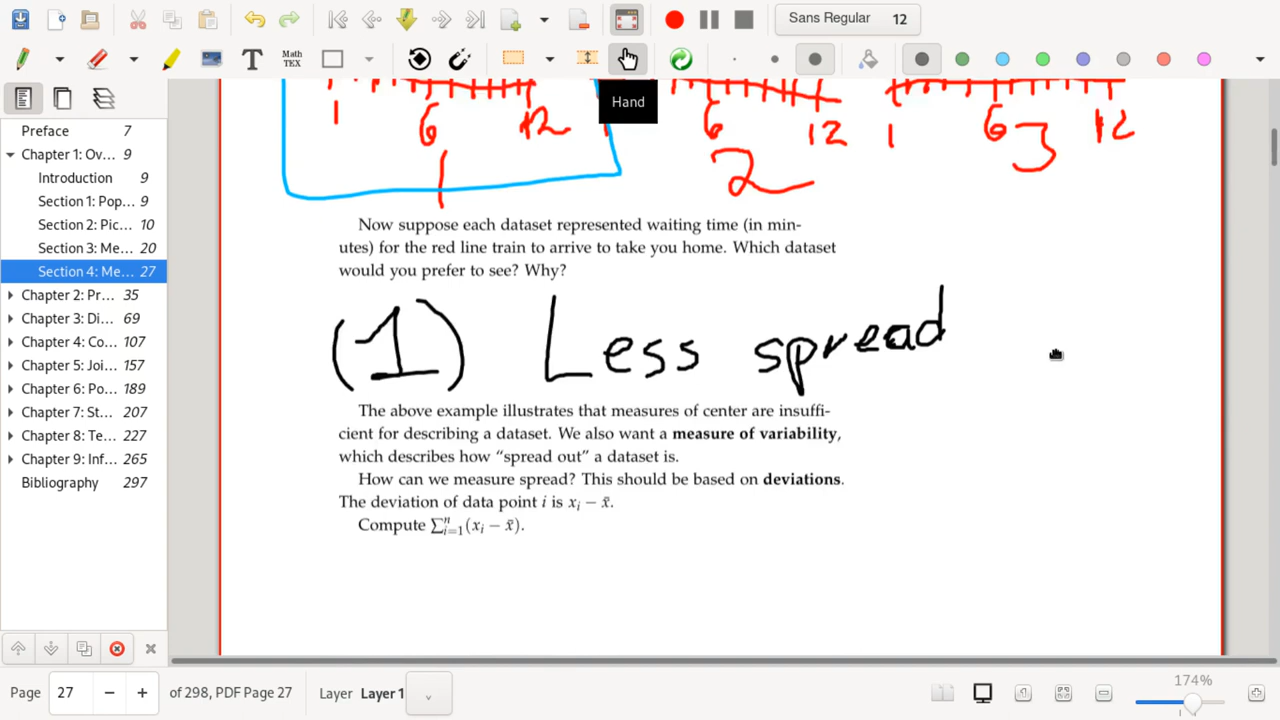 Sans Regular 12
Math
TEX
Hand
Preface 7
Chapter 1: Ov... 9
Introduction 9
Section 1: Pop... 9
Section 2: Pic... 10
Section 3: Me... 20
Section 4: Me... 27
Chapter 2: Pr... 35
Chapter 3: Di... 69
Chapter 4: Co... 107
Chapter 5: Joi... 157
Chapter 6: Po... 189
Chapter 7: St... 207
Chapter 8: Te... 227
Chapter 9: Inf... 265
Bibliography 297
1 6 12 6 12 1 6 12
1 2 3
Now suppose each dataset represented waiting time (in min-
utes) for the red line train to arrive to take you home. Which dataset
would you prefer to see? Why?
(1) Less spread
The above example illustrates that measures of center are insuffi-
cient for describing a dataset. We also want a measure of variability,
which describes how “spread out” a dataset is.
How can we measure spread? This should be based on deviations.
The deviation of data point i is xᵢ − x̄.
Compute ∑ⁿᵢ₌₁(xᵢ − x̄).
Page 27 of 298, PDF Page 27 Layer Layer 1 174%